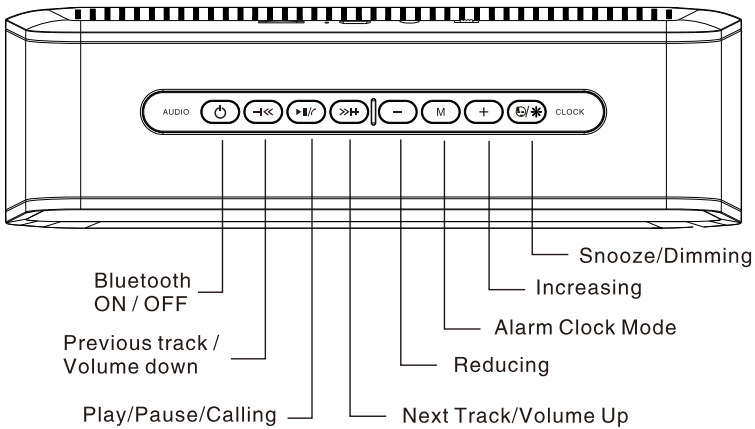 AUDIO M CLOCK
Snooze/Dimming
Bluetooth
ON / OFF
Increasing
Alarm Clock Mode
Previous track /
Volume down
Reducing
Play/Pause/Calling
Next Track/Volume Up